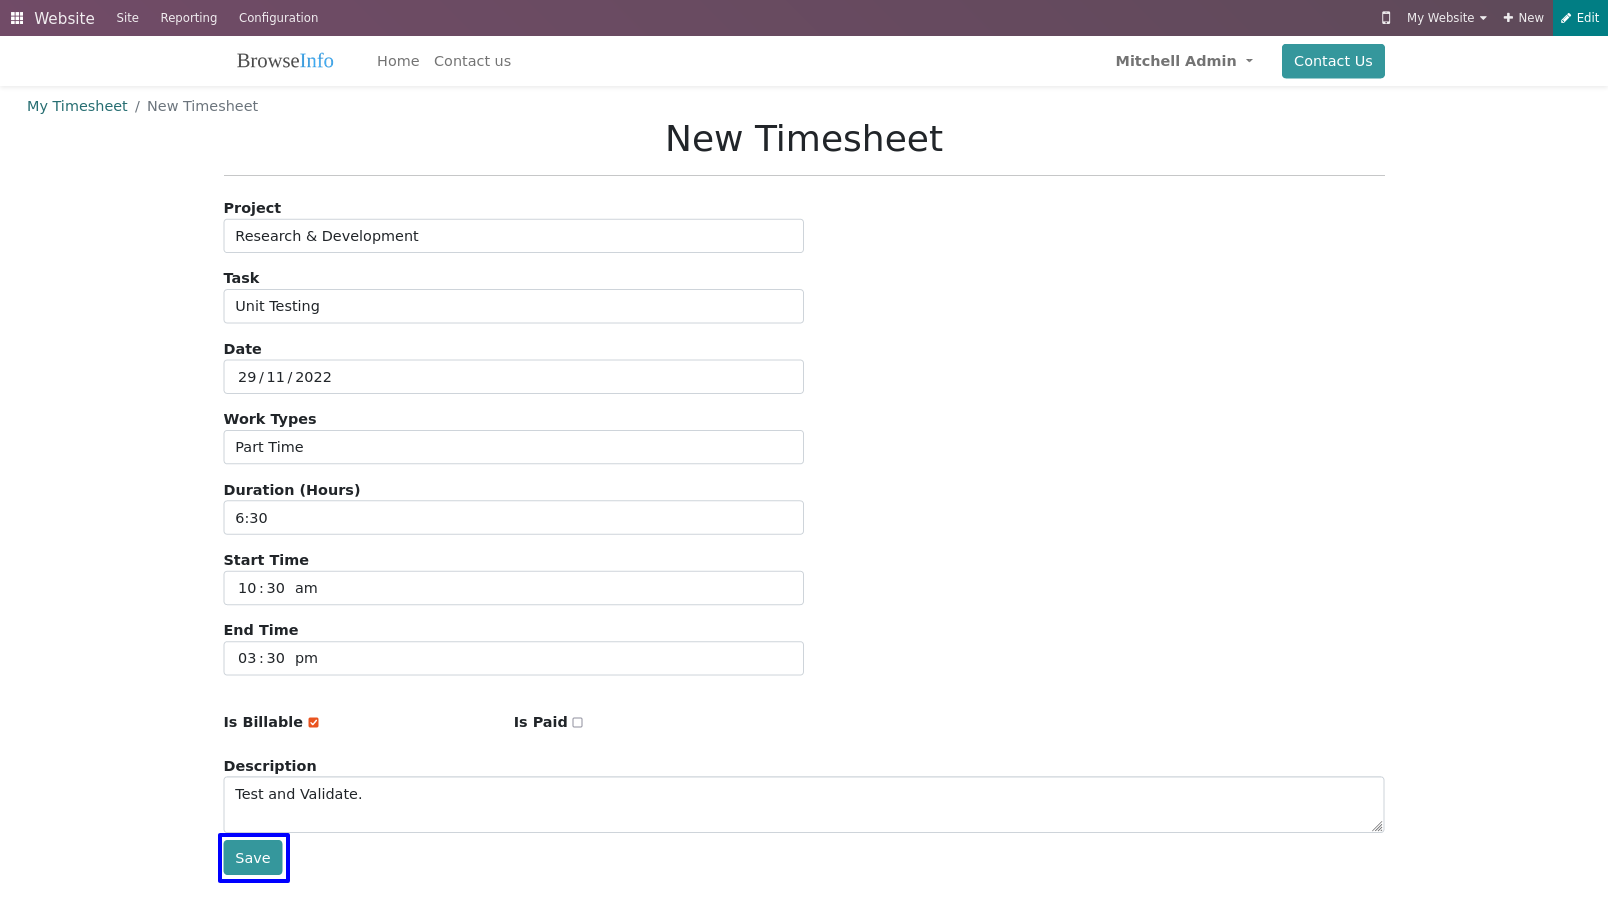 Website Site Reporting Configuration My Website New Edit
BrowseInfo Home Contact us Mitchell Admin Contact Us
My Timesheet / New Timesheet
New Timesheet
Project
Research & Development
Task
Unit Testing
Date
29/11/2022
Work Types
Part Time
Duration (Hours)
6:30
Start Time
10:30 am
End Time
03:30 pm
Is Billable Is Paid
Description
Test and Validate.
Save